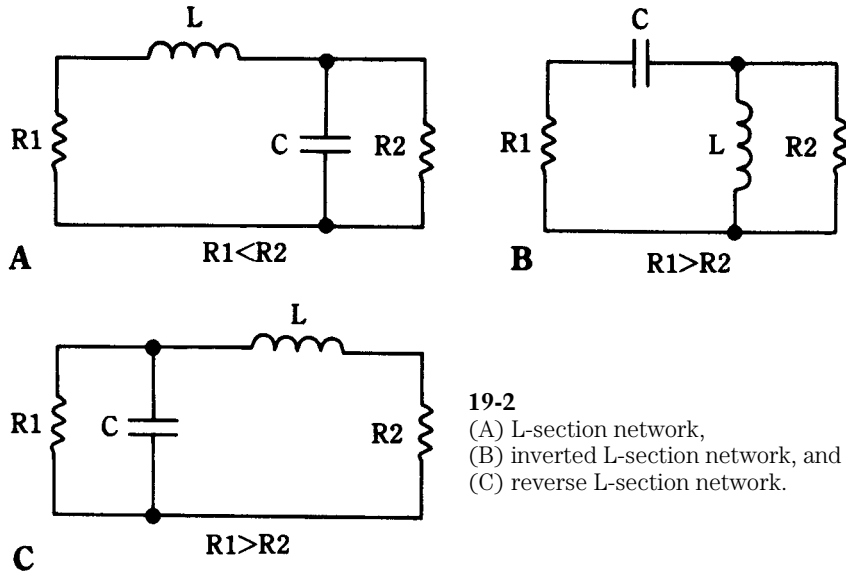 L
R1
C
R2
R1<R2
A
C
R1
L
R2
R1>R2
B
L
R1
C
R2
R1>R2
C
19-2
(A) L-section network,
(B) inverted L-section network, and
(C) reverse L-section network.